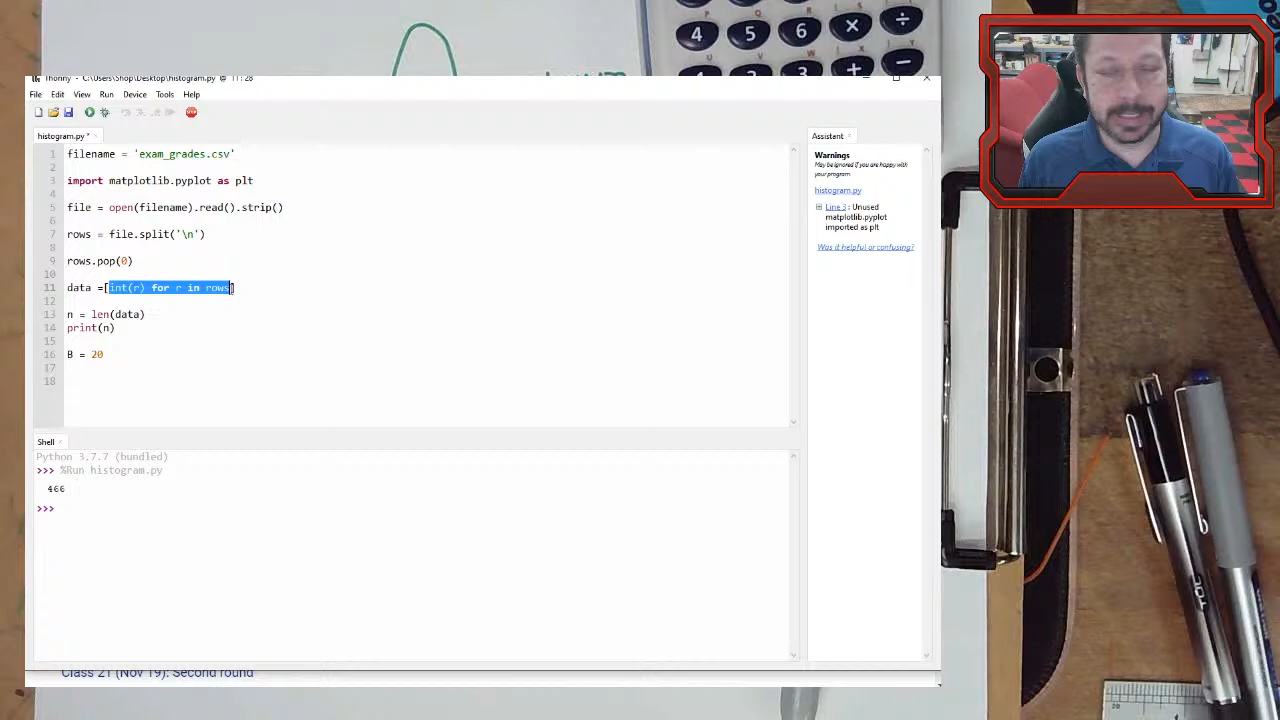 4 5 6 × ÷
Thonny
histogram.py @ 11:28
File Edit View Run Device Tools Help
STOP
histogram.py *
1 filename = 'exam_grades.csv'
2
3 import matplotlib.pyplot as plt
4
5 file = open(filename).read().strip()
6
7 rows = file.split('\n')
8
9 rows.pop(0)
10
11 data =[int(r) for r in rows]
12
13 n = len(data)
14 print(n)
15
16 B = 20
17
18
Assistant
Warnings
May be ignored if you are happy with
your program.
histogram.py
Line 3 : Unused
matplotlib.pyplot
imported as plt
Was it helpful or confusing?
Shell
Python 3.7.7 (bundled)
>>> %Run histogram.py
466
>>>
Class 21 (Nov 19): Second round